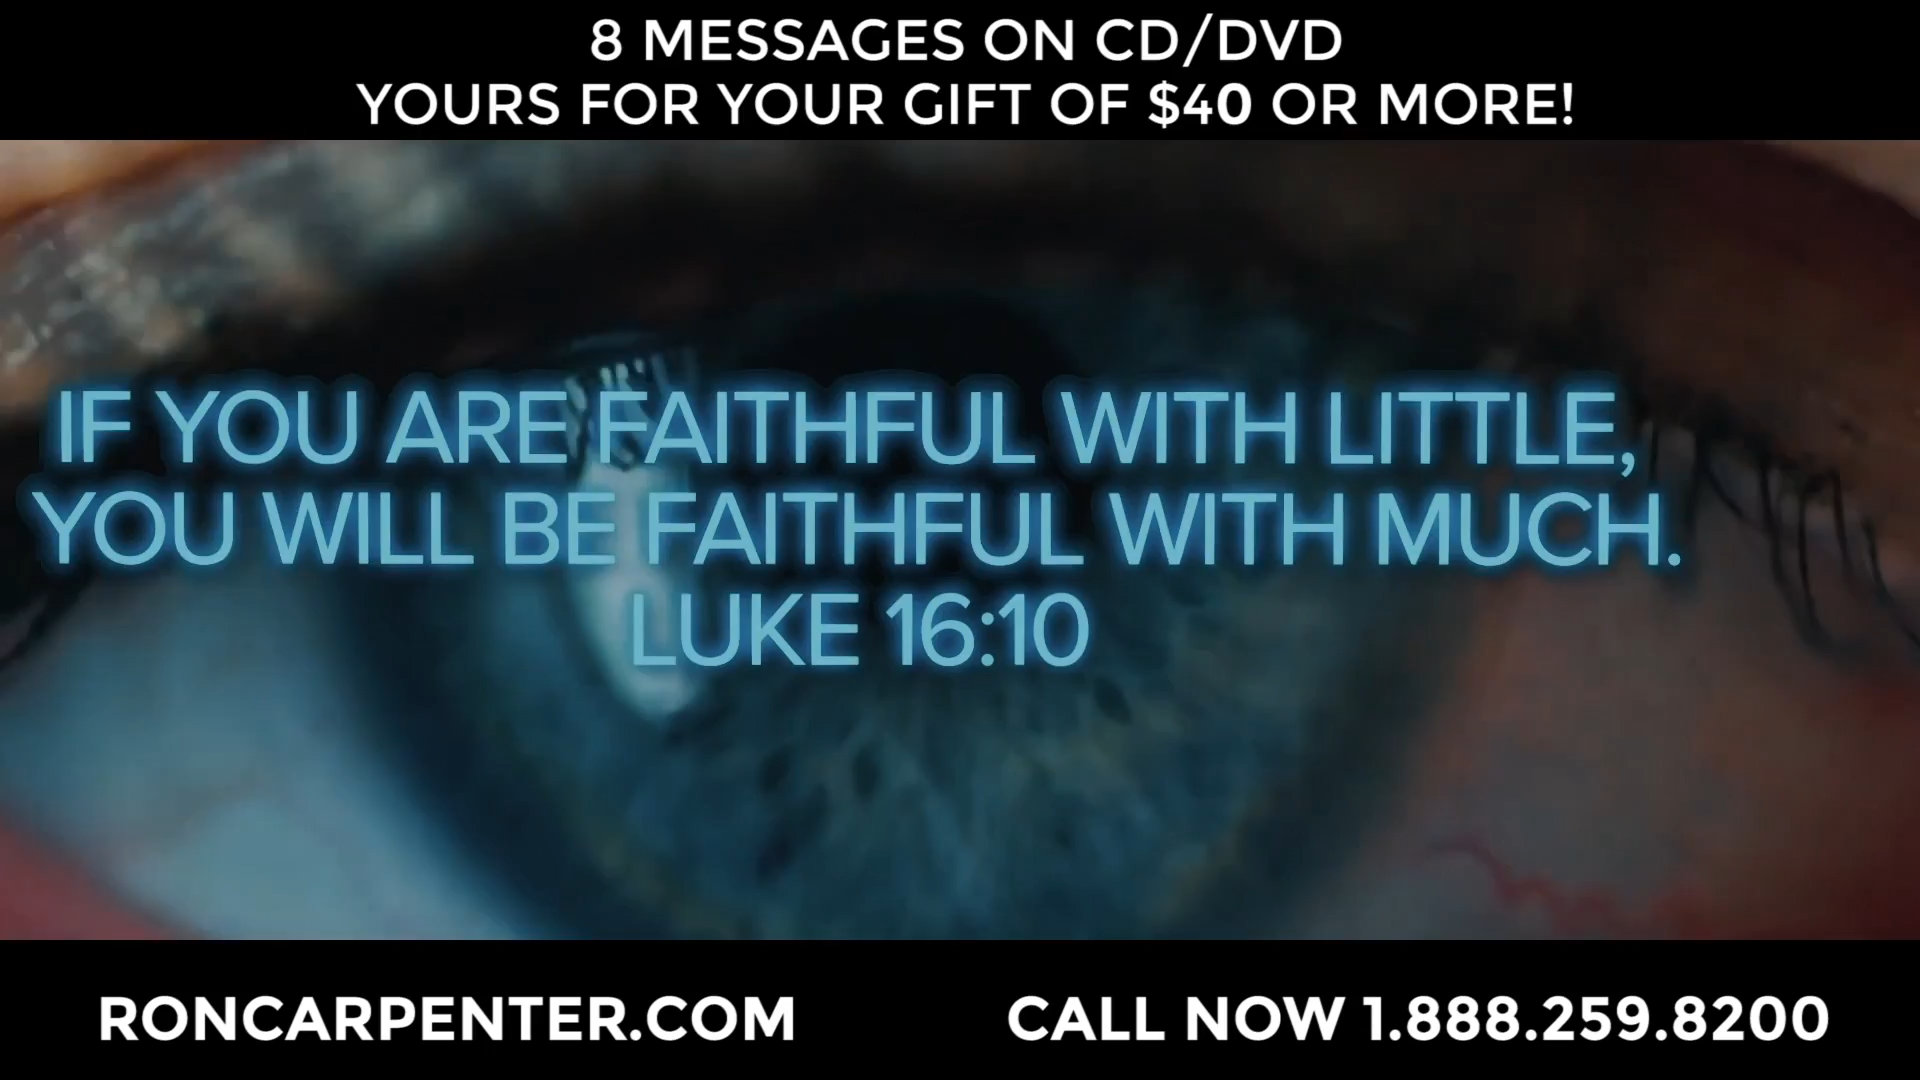 8 MESSAGES ON CD/DVD
YOURS FOR YOUR GIFT OF $40 OR MORE!
IF YOU ARE FAITHFUL WITH LITTLE,
YOU WILL BE FAITHFUL WITH MUCH.
LUKE 16:10
RONCARPENTER.COM
CALL NOW 1.888.259.8200